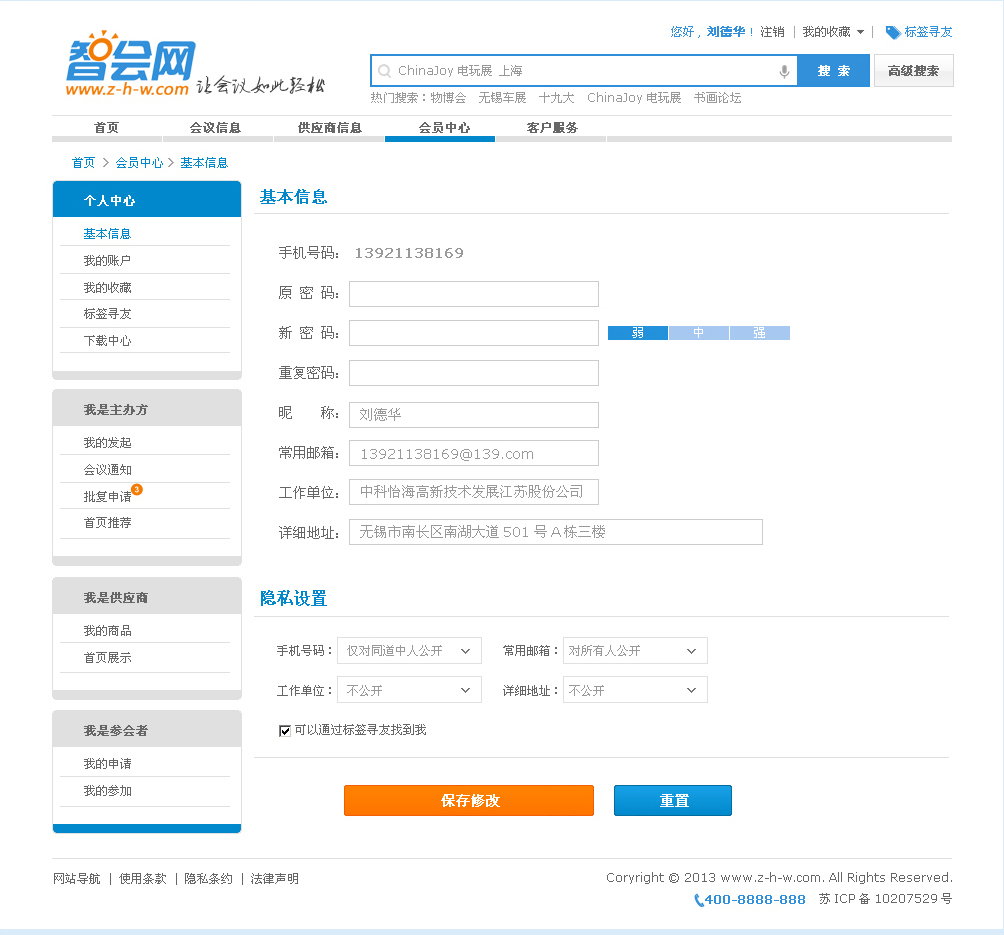 您好，刘德华！ 注销 | 我的收藏 | 标签寻友
智会网
www.z-h-w.com 让会议如此轻松
ChinaJoy 电玩展 上海 搜 索 高级搜索
热门搜索：物博会 无锡车展 十九大 ChinaJoy 电玩展 书画论坛
首页 会议信息 供应商信息 会员中心 客户服务
首页 > 会员中心 > 基本信息
个人中心
基本信息
我的账户
我的收藏
标签寻友
下载中心
我是主办方
我的发起
会议通知
批复申请 3
首页推荐
我是供应商
我的商品
首页展示
我是参会者
我的申请
我的参加
基本信息
手机号码： 13921138169
原 密 码：
新 密 码： 弱 中 强
重复密码：
昵 称： 刘德华
常用邮箱： 13921138169@139.com
工作单位： 中科怡海高新技术发展江苏股份公司
详细地址： 无锡市南长区南湖大道 501 号 A 栋三楼
隐私设置
手机号码： 仅对同道中人公开 常用邮箱： 对所有人公开
工作单位： 不公开 详细地址： 不公开
可以通过标签寻友找到我
保存修改 重置
网站导航 | 使用条款 | 隐私条约 | 法律声明
Coryright © 2013 www.z-h-w.com. All Rights Reserved.
400-8888-888 苏 ICP 备 10207529 号